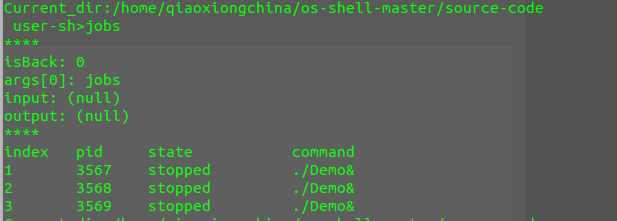 Current_dir:/home/qiaoxiongchina/os-shell-master/source-code
user-sh>jobs
****
isBack: 0
args[0]: jobs
input: (null)
output: (null)
****
index pid state command
1 3567 stopped ./Demo&
2 3568 stopped ./Demo&
3 3569 stopped ./Demo&